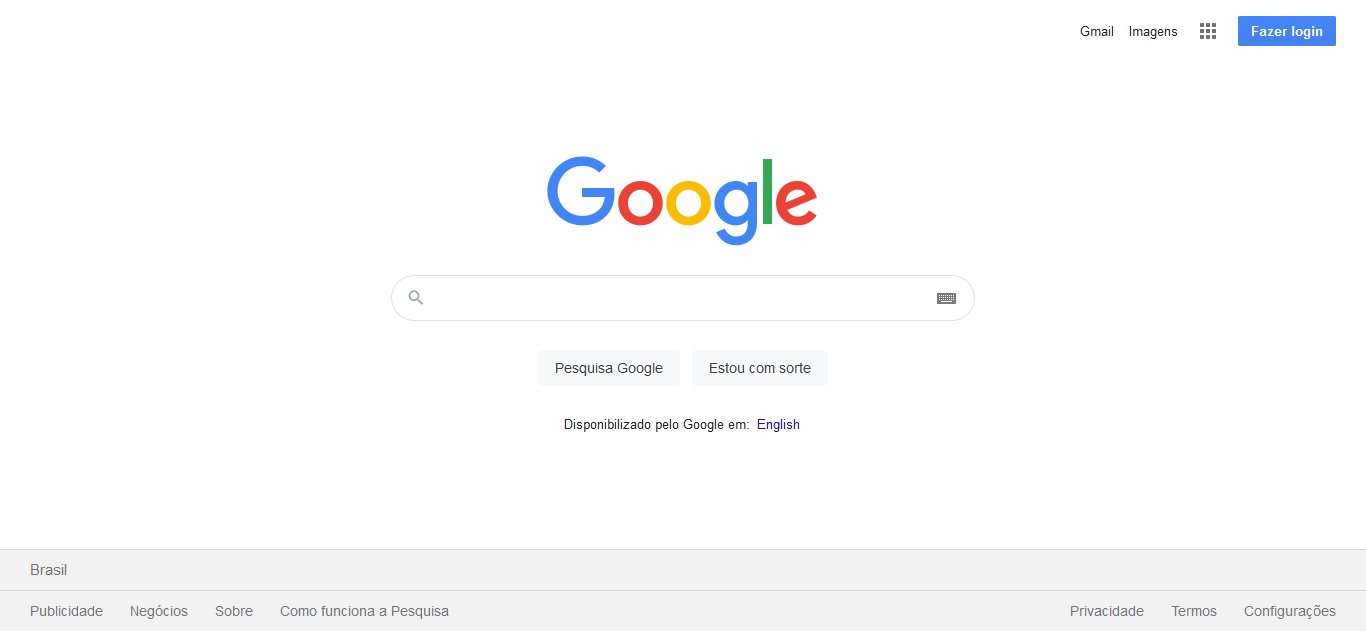 Gmail Imagens Fazer login
Google
Pesquisa Google Estou com sorte
Disponibilizado pelo Google em: English
Brasil
Publicidade Negócios Sobre Como funciona a Pesquisa Privacidade Termos Configurações